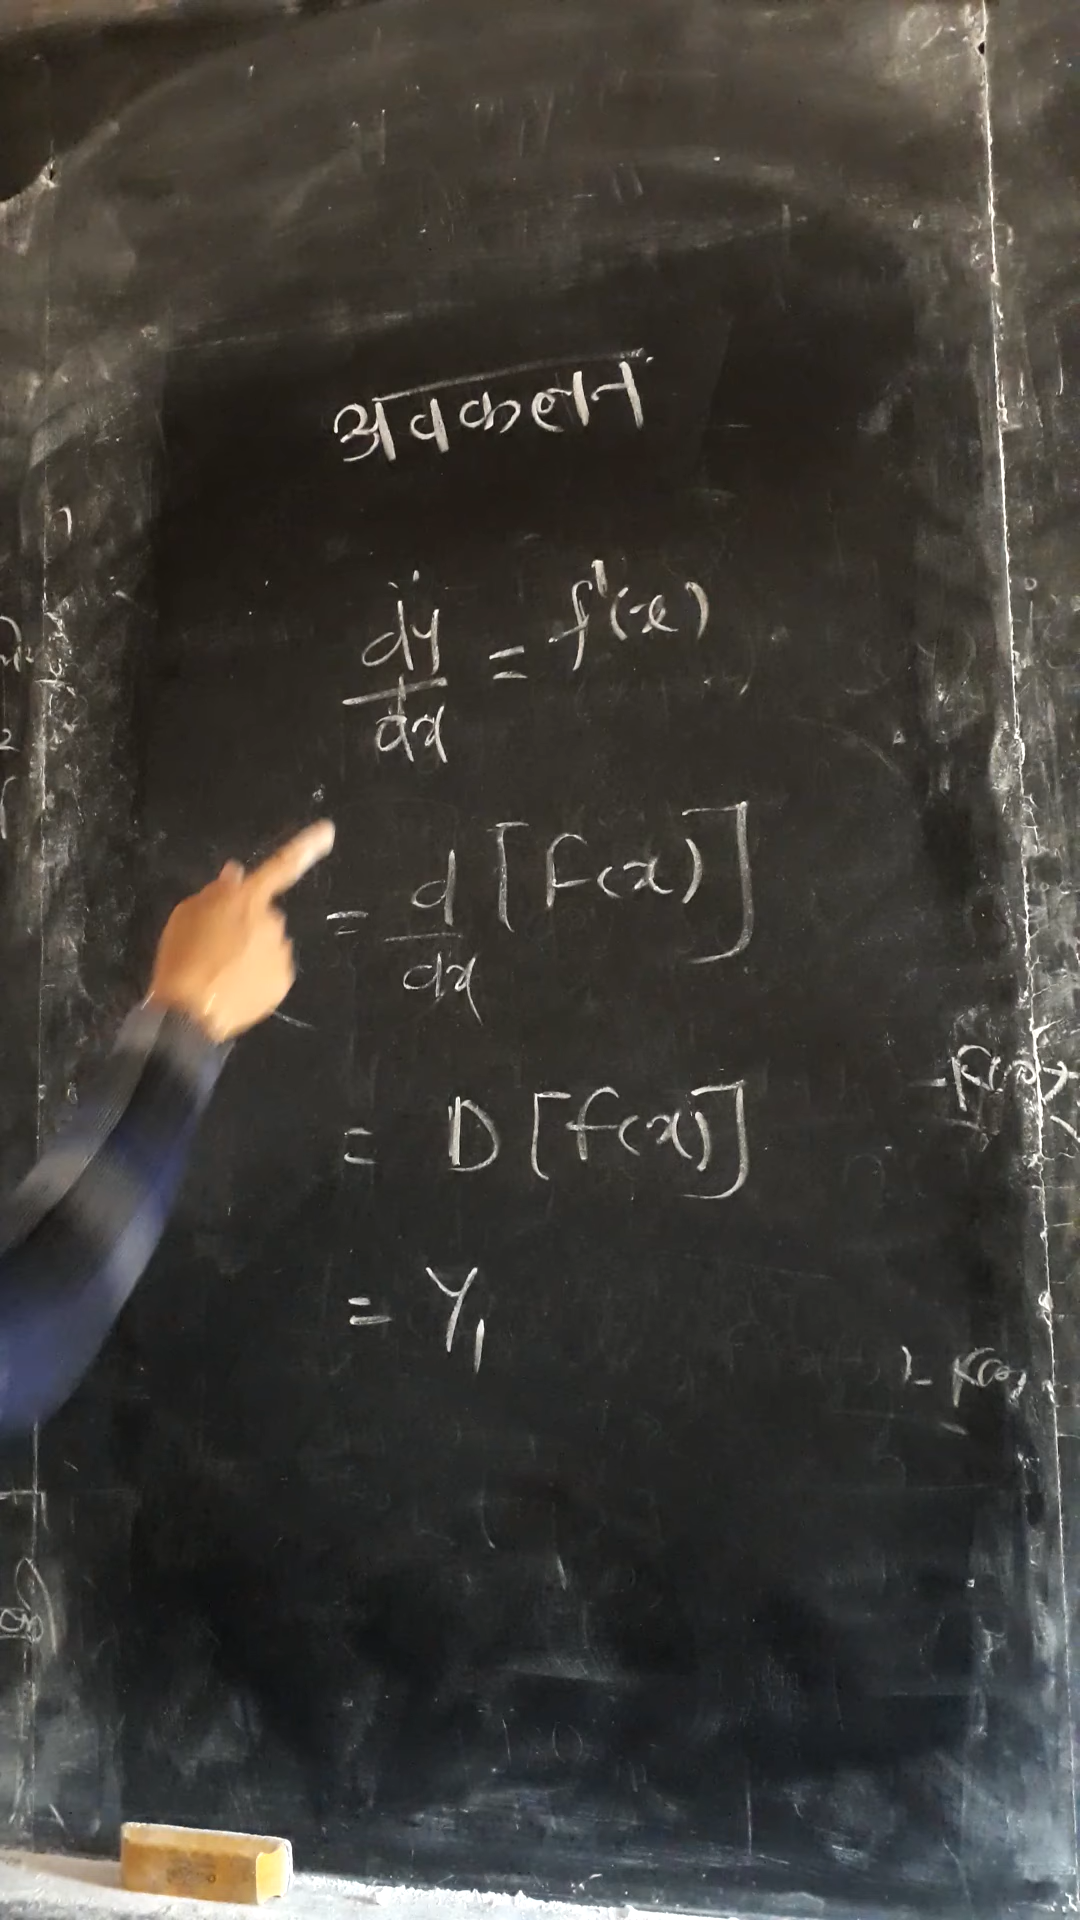 अवकलन
dy/dx = f'(x)
= d/dx [f(x)]
= D [f(x)]
= Y₁